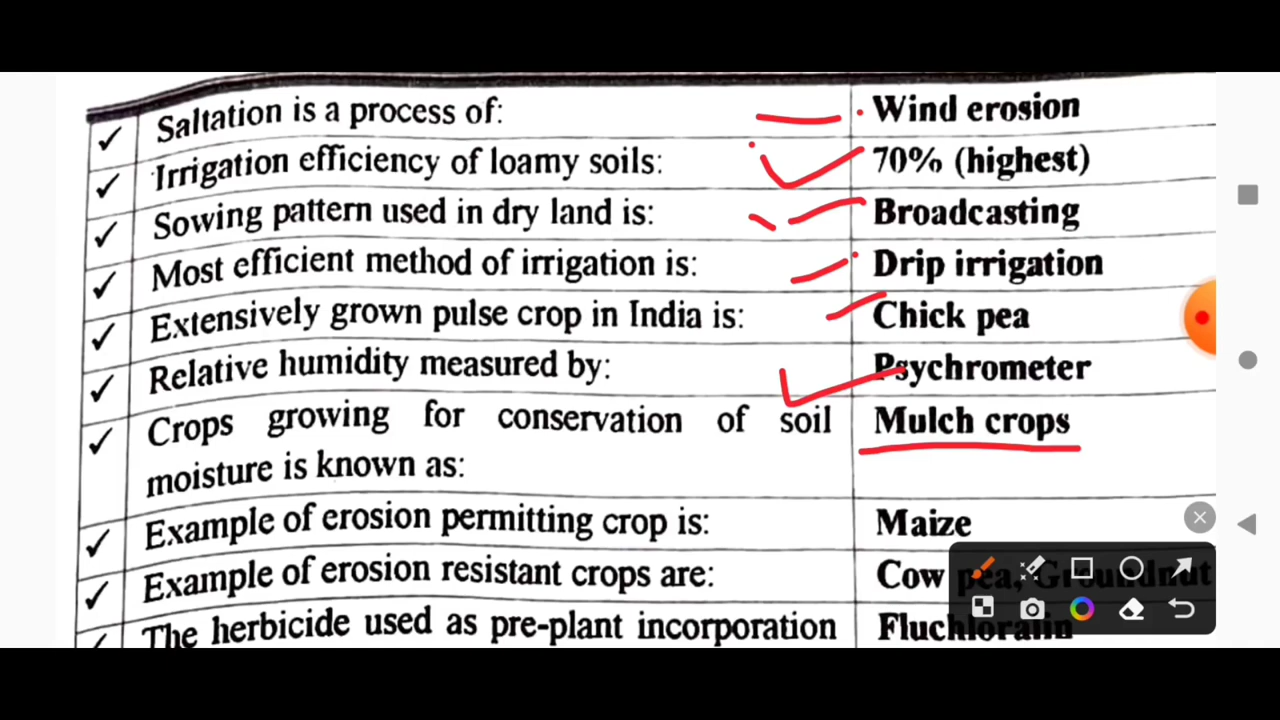 Saltation is a process of: Wind erosion
Irrigation efficiency of loamy soils: 70% (highest)
Sowing pattern used in dry land is: Broadcasting
Most efficient method of irrigation is: Drip irrigation
Extensively grown pulse crop in India is: Chick pea
Relative humidity measured by: Psychrometer
Crops growing for conservation of soil Mulch crops
moisture is known as:
Example of erosion permitting crop is: Maize
Example of erosion resistant crops are: Cow pea, Groundnut
The herbicide used as pre-plant incorporation Fluchloralin